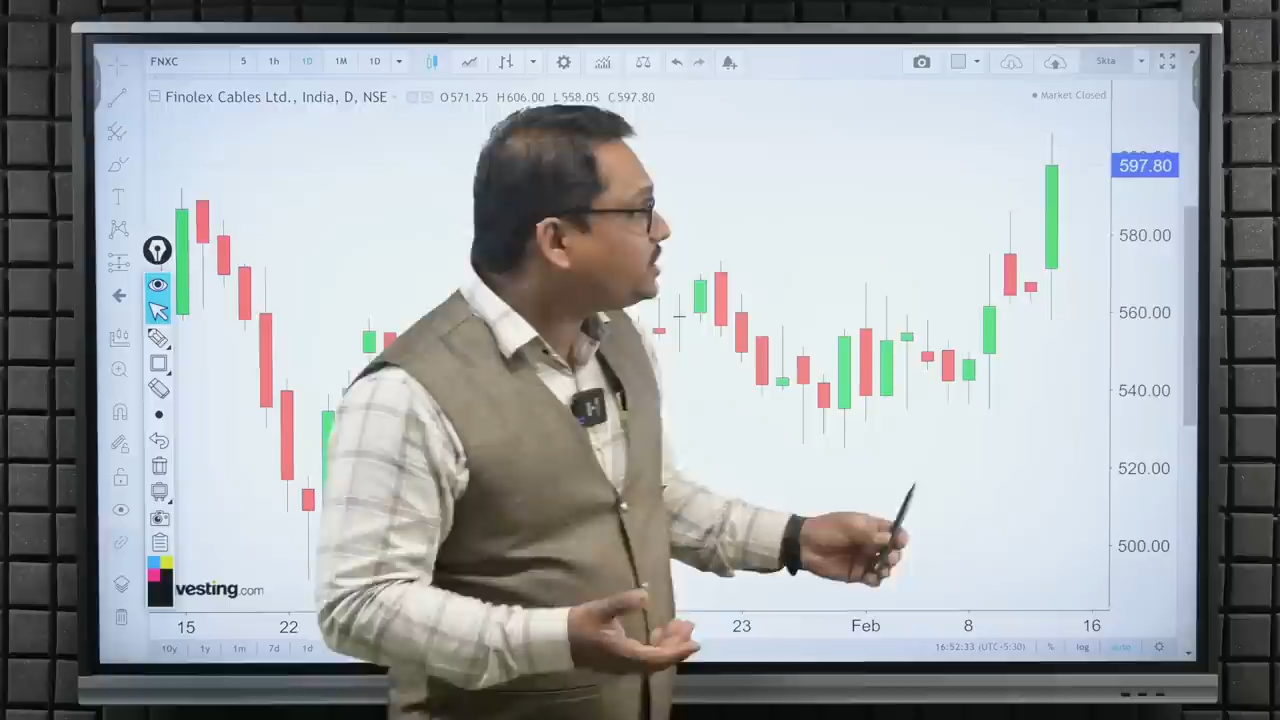 FNXC 5 1h 1D 1M 1D Skta
Finolex Cables Ltd., India, D, NSE O571.25 H606.00 L558.05 C597.80 Market Closed
597.80
580.00
560.00
540.00
520.00
500.00
vesting.com
15 22 23 Feb 8 16
10y 1y 1m 7d 1d 16:52:33 (UTC-5:30) % log auto